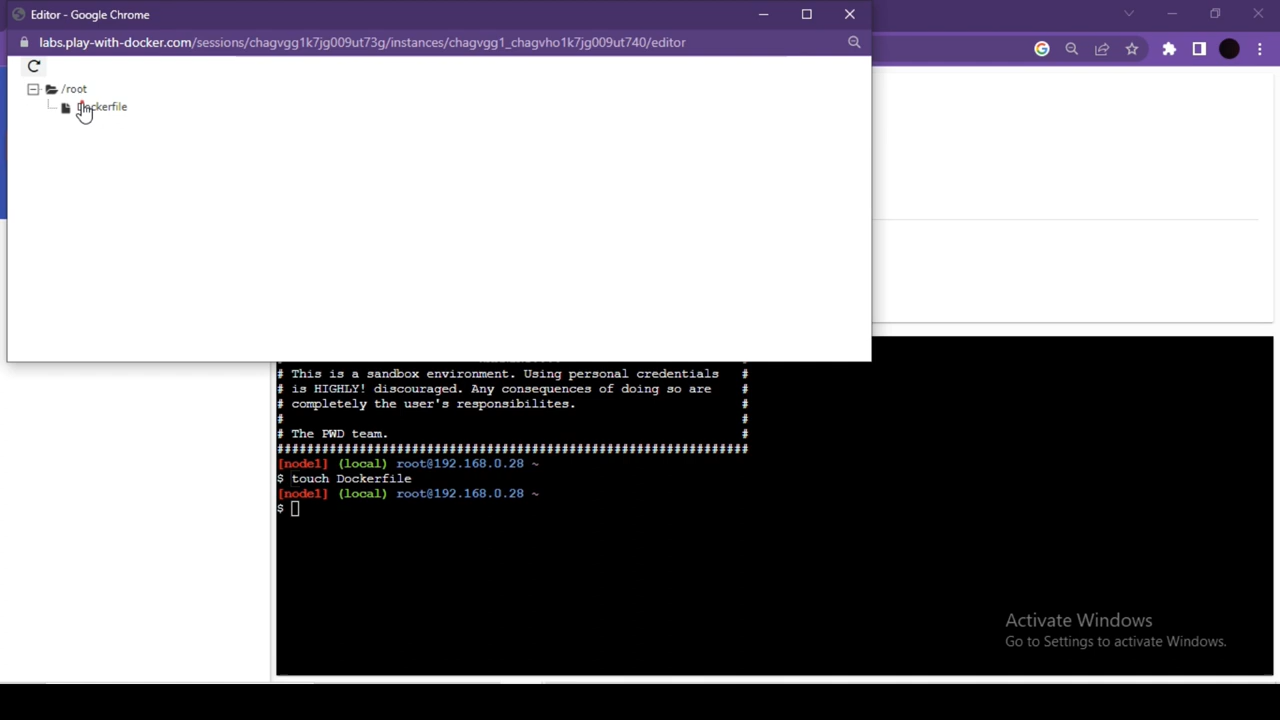 Editor - Google Chrome
labs.play-with-docker.com/sessions/chagvgg1k7jg009ut73g/instances/chagvgg1_chagvho1k7jg009ut740/editor
/root
Dockerfile
# This is a sandbox environment. Using personal credentials #
# is HIGHLY! discouraged. Any consequences of doing so are #
# completely the user's responsibilites. #
# #
# The PWD team. #
###############################################################
[node1] (local) root@192.168.0.28 ~
$ touch Dockerfile
[node1] (local) root@192.168.0.28 ~
$
Activate Windows
Go to Settings to activate Windows.